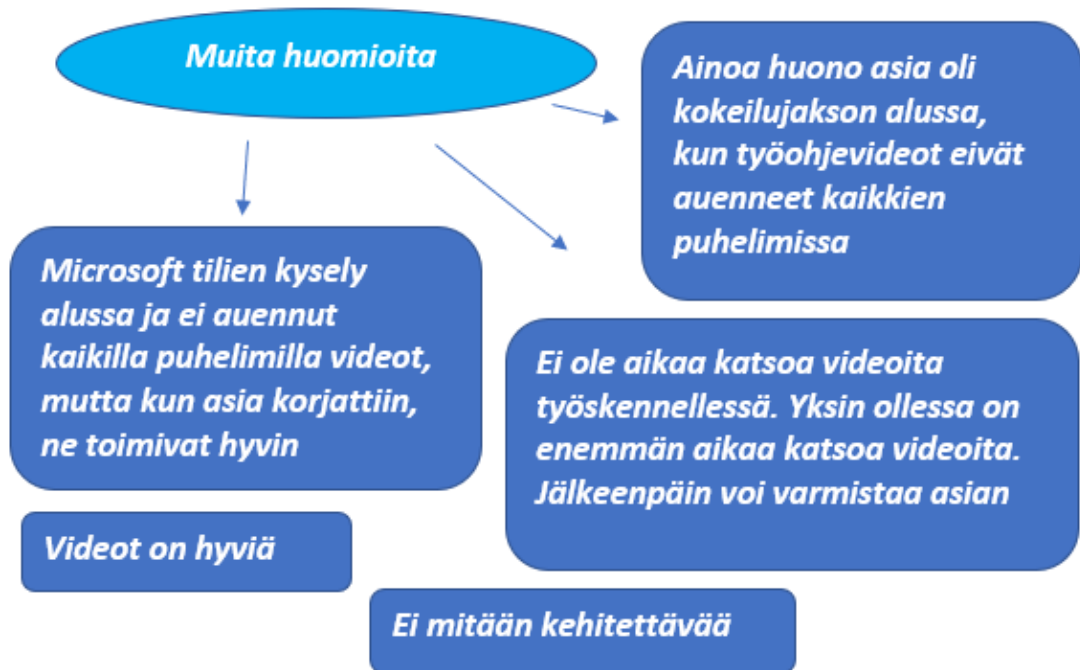 Muita huomioita
Ainoa huono asia oli
kokeilujakson alussa,
kun työohjevideot eivät
auenneet kaikkien
puhelimissa
Microsoft tilien kysely
alussa ja ei auennut
kaikilla puhelimilla videot,
mutta kun asia korjattiin,
ne toimivat hyvin
Ei ole aikaa katsoa videoita
työskennellessä. Yksin ollessa on
enemmän aikaa katsoa videoita.
Jälkeenpäin voi varmistaa asian
Videot on hyviä
Ei mitään kehitettävää